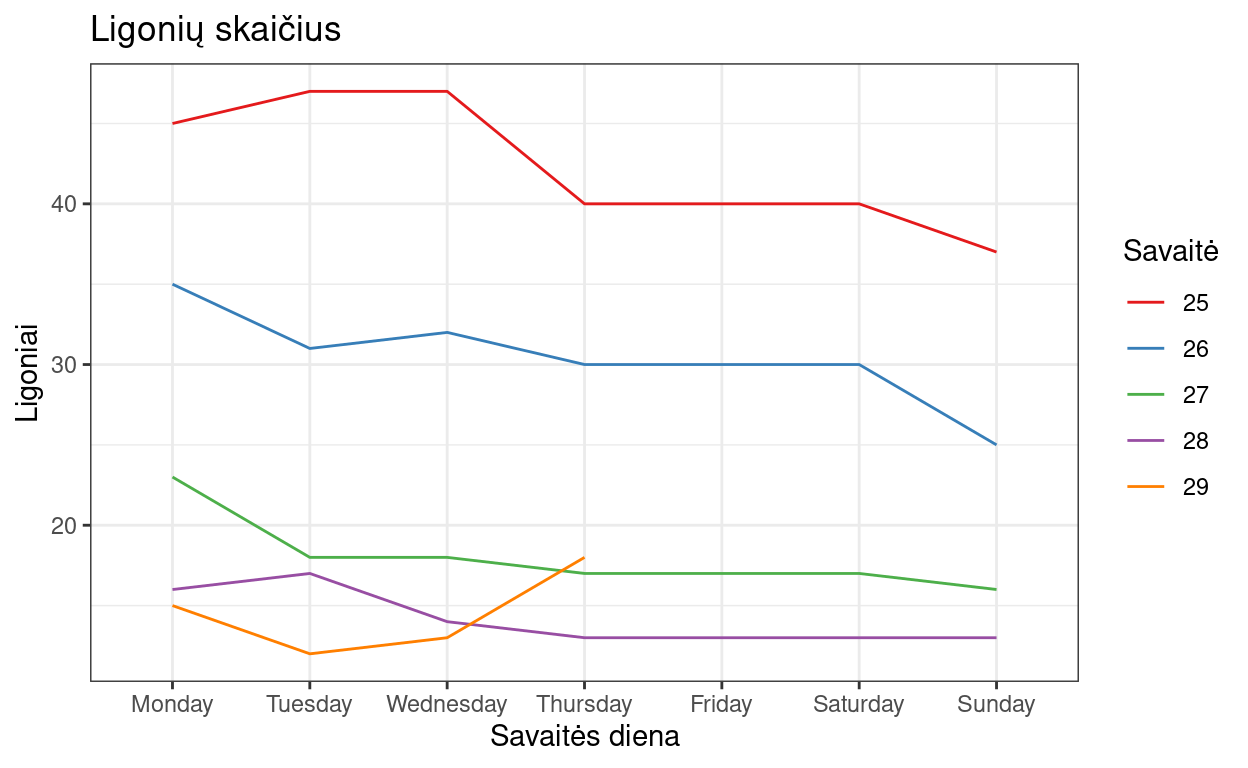 Ligonių skaičius
Ligoniai
40
30
20
Monday Tuesday Wednesday Thursday Friday Saturday Sunday
Savaitės diena
Savaitė
25
26
27
28
29